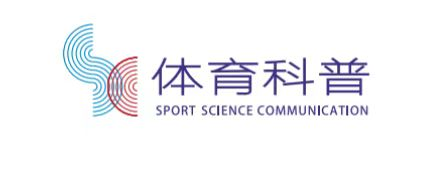 体育科普
SPORT SCIENCE COMMUNICATION